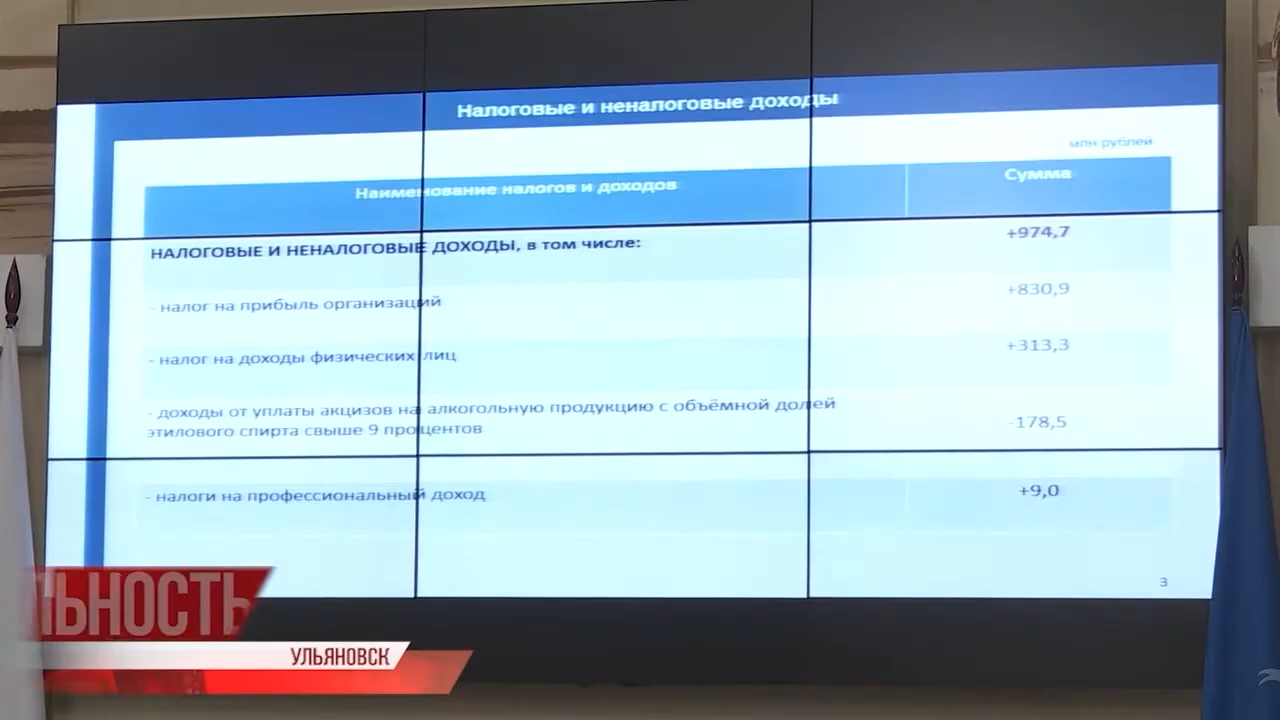 Налоговые и неналоговые доходы
млн рублей
Наименование налогов и доходов
Сумма
НАЛОГОВЫЕ И НЕНАЛОГОВЫЕ ДОХОДЫ, в том числе:
+974,7
- налог на прибыль организаций
+830,9
- налог на доходы физических лиц
+313,3
- доходы от уплаты акцизов на алкогольную продукцию с объёмной долей
этилового спирта свыше 9 процентов
-178,5
- налоги на профессиональный доход
+9,0
3
ЛЬНОСТЬ
УЛЬЯНОВСК